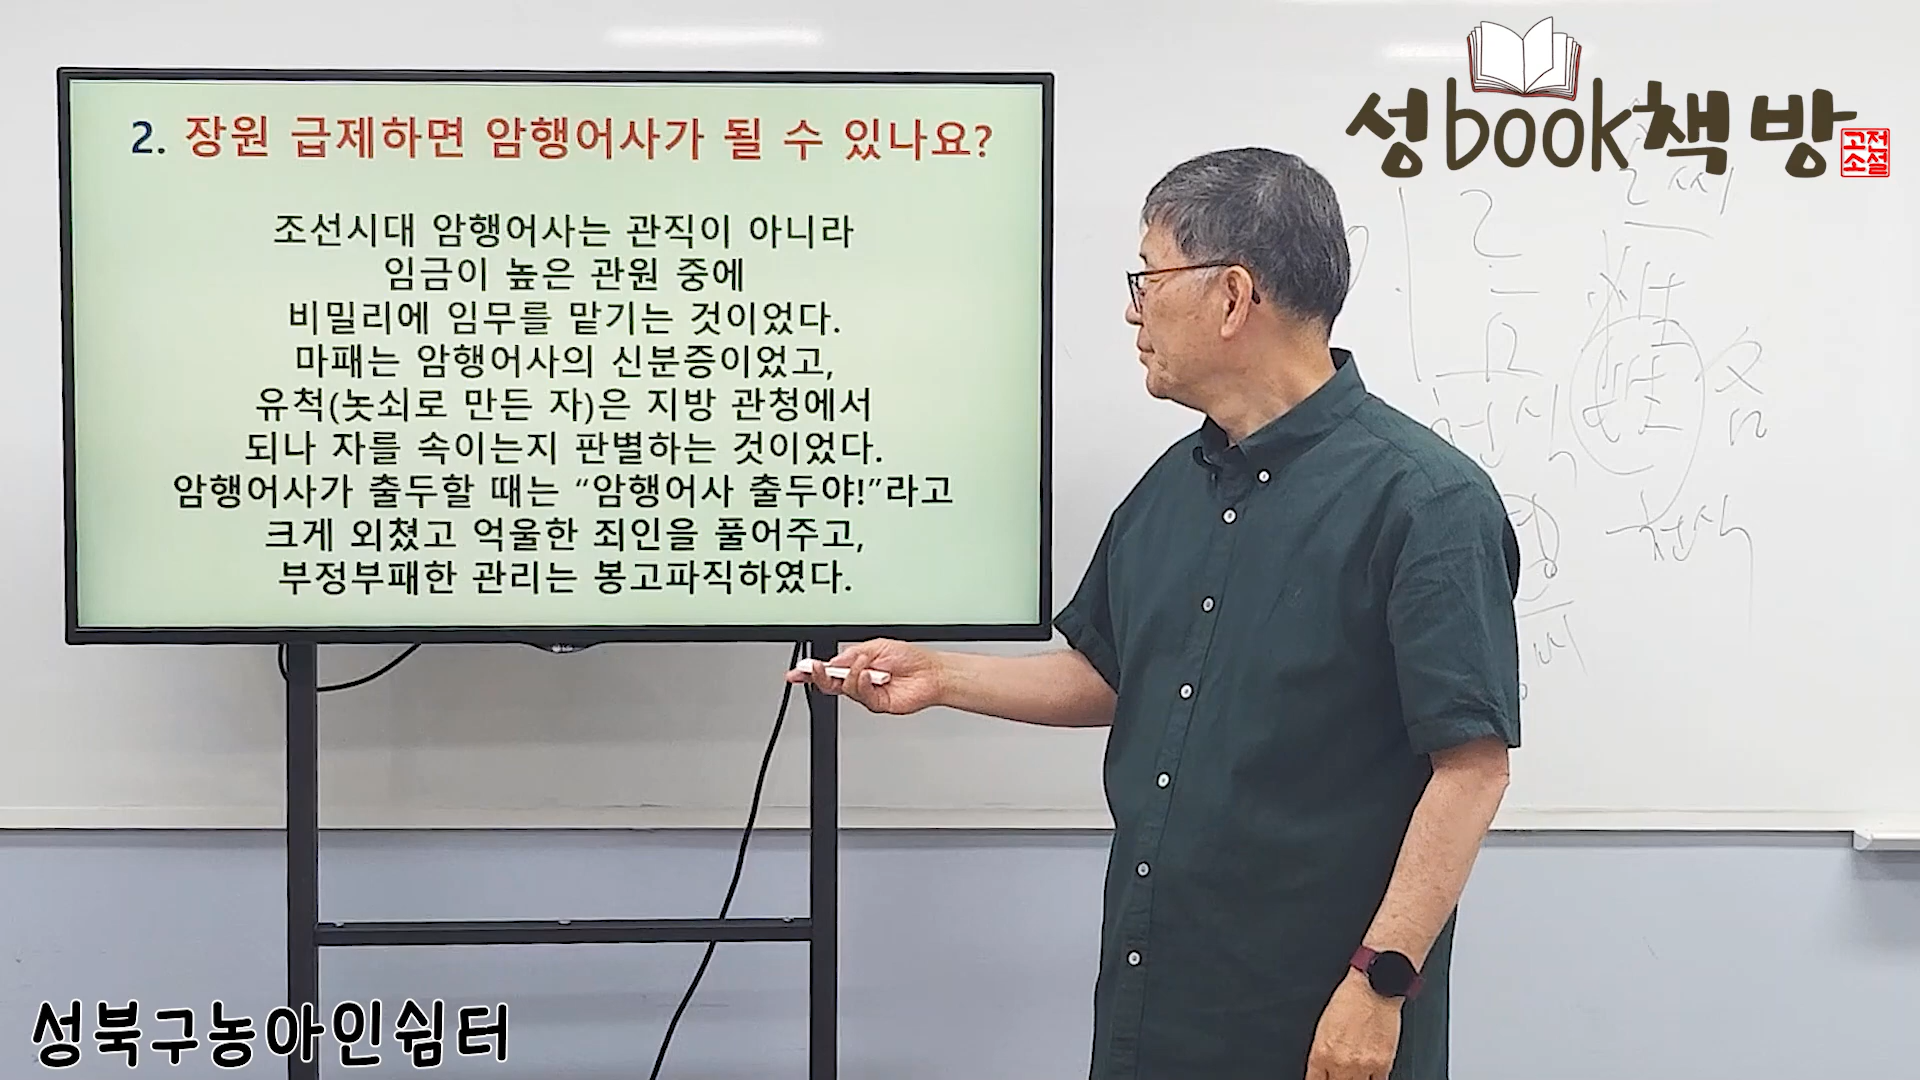 2. 장원 급제하면 암행어사가 될 수 있나요?
조선시대 암행어사는 관직이 아니라
임금이 높은 관원 중에
비밀리에 임무를 맡기는 것이었다.
마패는 암행어사의 신분증이었고,
유척(놋쇠로 만든 자)은 지방 관청에서
되나 자를 속이는지 판별하는 것이었다.
암행어사가 출두할 때는 “암행어사 출두야!”라고
크게 외쳤고 억울한 죄인을 풀어주고,
부정부패한 관리는 봉고파직하였다.
성book책방
고전
소설
성북구농아인쉼터